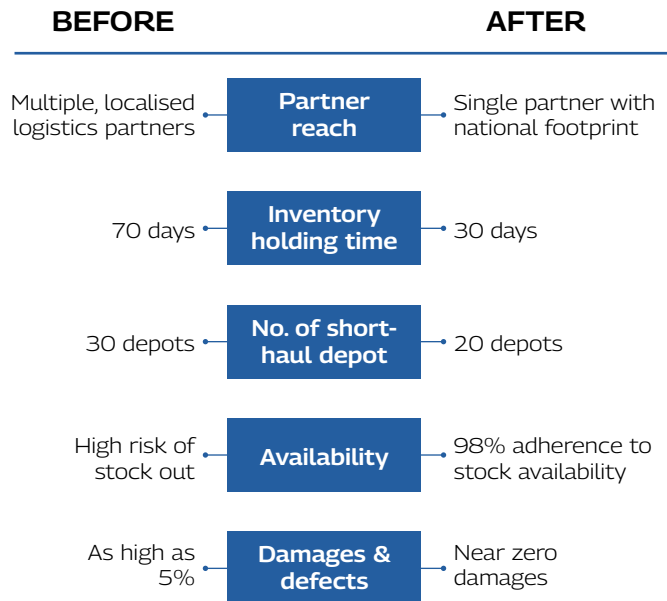 BEFORE
AFTER
Multiple, localised
logistics partners
Partner
reach
Single partner with
national footprint
70 days
Inventory
holding time
30 days
30 depots
No. of short-
haul depot
20 depots
High risk of
stock out
Availability
98% adherence to
stock availability
As high as
5%
Damages &
defects
Near zero
damages